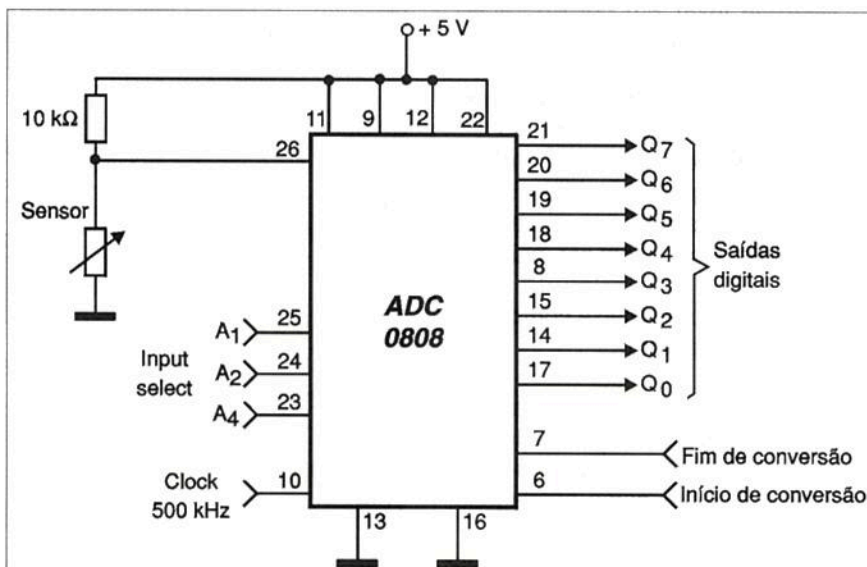 + 5 V
10 kΩ
11 9 12 22
26
21 Q7
20 Q6
19 Q5
18 Q4
8 Q3
15 Q2
14 Q1
17 Q0
Saídas
digitais
Sensor
ADC
0808
A1 25
A2 24
A4 23
Input
select
Clock
500 kHz
10
7 Fim de conversão
6 Início de conversão
13 16